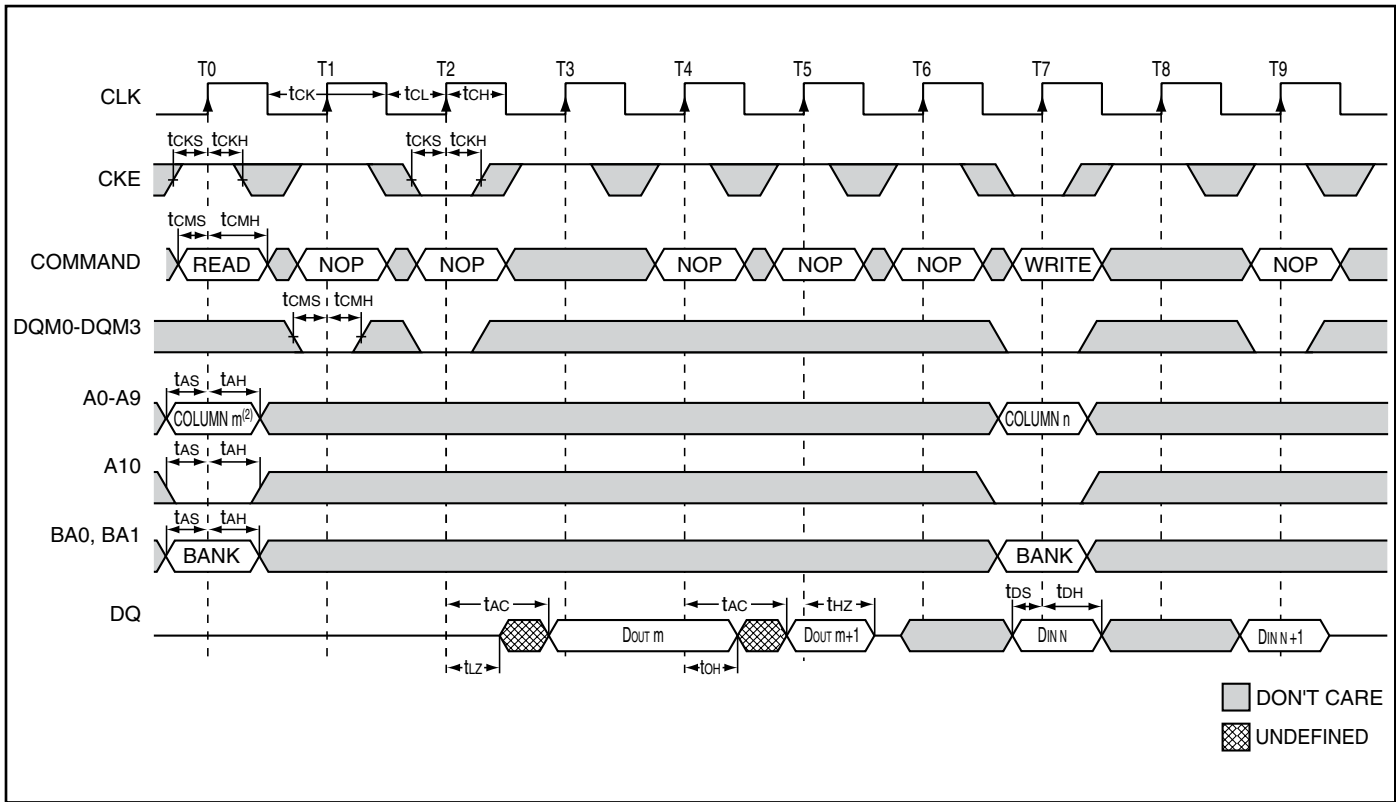 T0 T1 T2 T3 T4 T5 T6 T7 T8 T9
CLK tCK tCL tCH
tCKS tCKH tCKS tCKH
CKE
tCMS tCMH
COMMAND READ NOP NOP NOP NOP NOP WRITE NOP
tCMS tCMH
DQM0-DQM3
tAS tAH
A0-A9 COLUMN m(2) COLUMN n
tAS tAH
A10
tAS tAH
BA0, BA1 BANK BANK
tAC tAC tHZ tDS tDH
DQ DOUT m DOUT m+1 DIN N DIN N+1
tLZ tOH
DON'T CARE
UNDEFINED